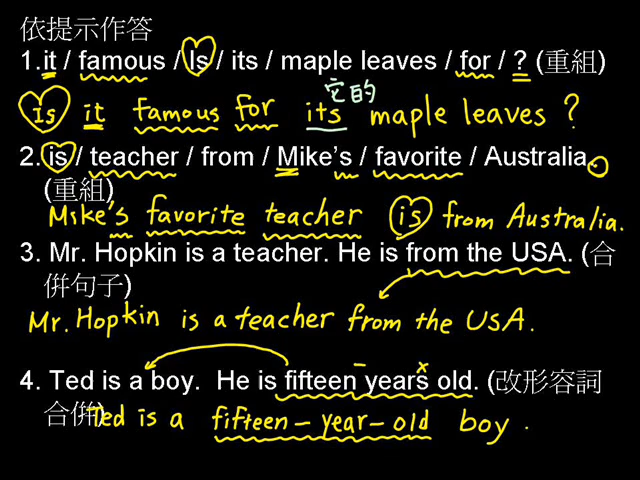 依提示作答
1.it / famous / Is / its / maple leaves / for / ? (重組)
它的
Is it famous for its maple leaves ?
2. is / teacher / from / Mike's / favorite / Australia.
(重組)
Mike's favorite teacher is from Australia.
3. Mr. Hopkin is a teacher. He is from the USA. (合
併句子)
Mr. Hopkin is a teacher from the USA.
4. Ted is a boy. He is fifteen years old. (改形容詞
合併)
Ted is a fifteen-year-old boy.